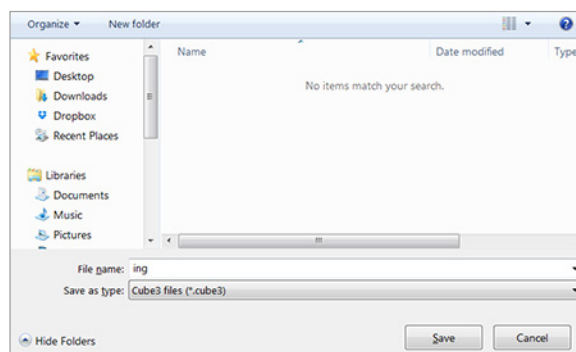 Organize New folder
Name Date modified Type
No items match your search.
Favorites
Desktop
Downloads
Dropbox
Recent Places
Libraries
Documents
Music
Pictures
File name: ing
Save as type: Cube3 files (*.cube3)
Hide Folders Save Cancel